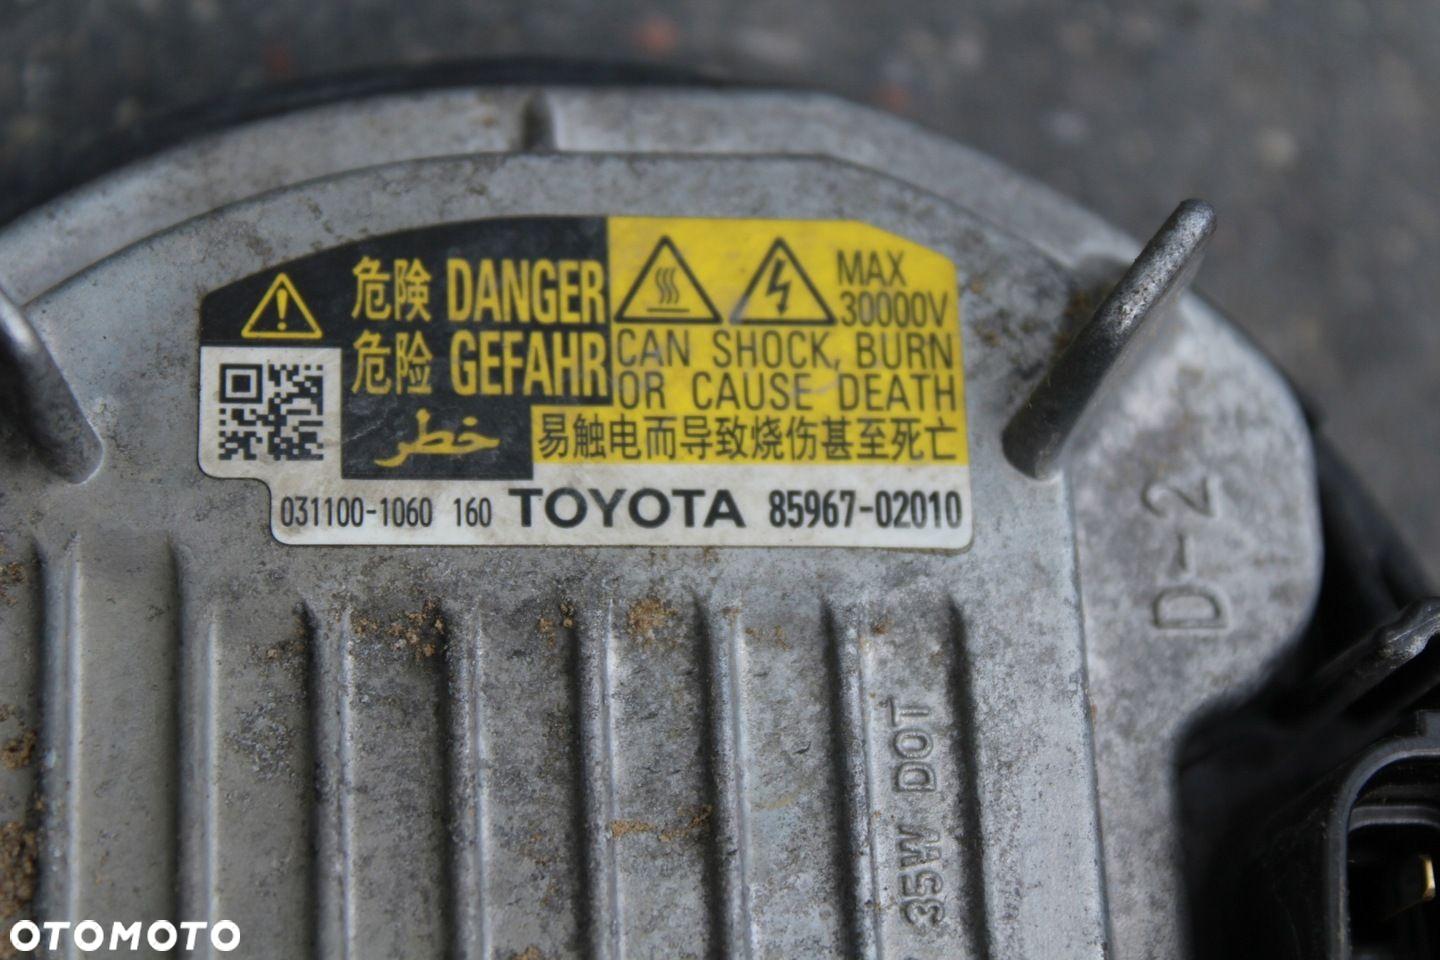 危険 DANGER
危险 GEFAHR
خطر
MAX
30000V
CAN SHOCK, BURN
OR CAUSE DEATH
易触电而导致烧伤甚至死亡
031100-1060 160 TOYOTA 85967-02010
D-2
35W DOT
OTOMOTO